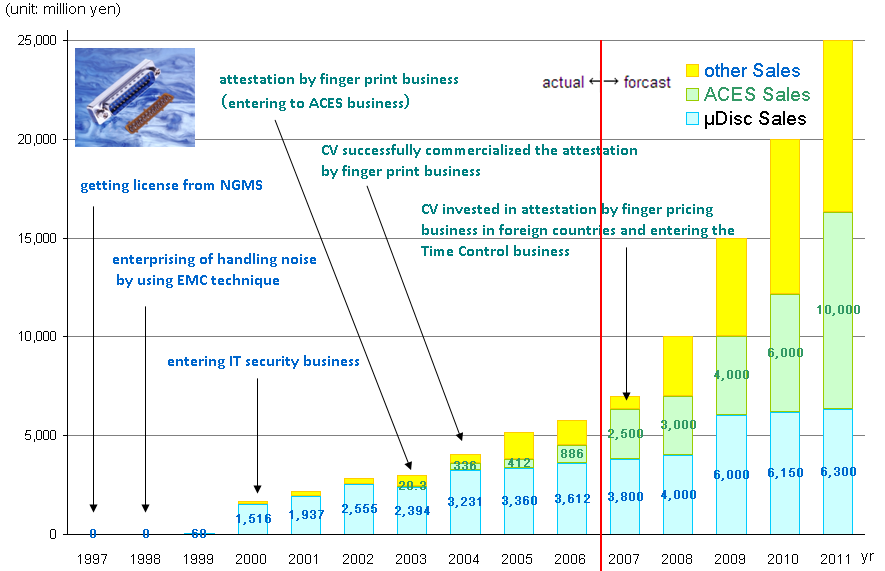 (unit: million yen)
25,000
20,000
15,000
10,000
5,000
0
attestation by finger print business
(entering to ACES business)
CV successfully commercialized the attestation
by finger print business
getting license from NGMS
CV invested in attestation by finger pricing
business in foreign countries and entering the
Time Control business
enterprising of handling noise
by using EMC technique
entering IT security business
actual ←→ forcast
other Sales
ACES Sales
μDisc Sales
10,000
6,000
4,000
3,000
2,500
886
412
336
20.3
0 0 60 1,516 1,937 2,555 2,394 3,231 3,360 3,612 3,800 4,000 6,000 6,150 6,300
1997 1998 1999 2000 2001 2002 2003 2004 2005 2006 2007 2008 2009 2010 2011 yr